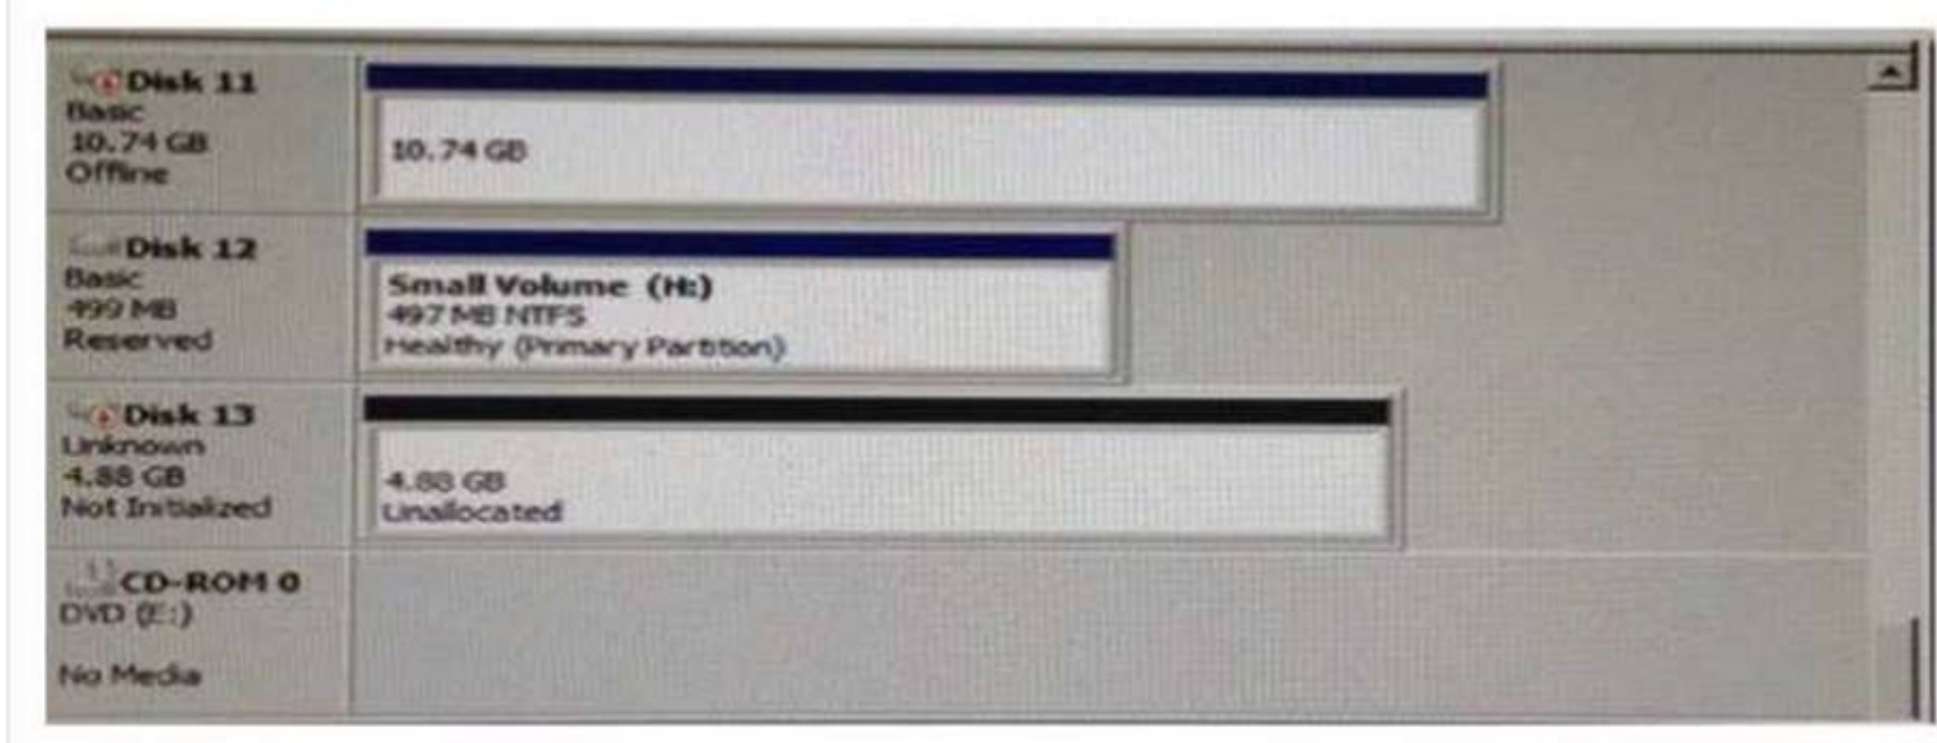 Disk 11
Basic
10.74 GB
Offline
10.74 GB
Disk 12
Basic
499 MB
Reserved
Small Volume (H:)
497 MB NTFS
Healthy (Primary Partition)
Disk 13
Unknown
4.88 GB
Not Initialized
4.88 GB
Unallocated
CD-ROM 0
DVD (E:)
No Media